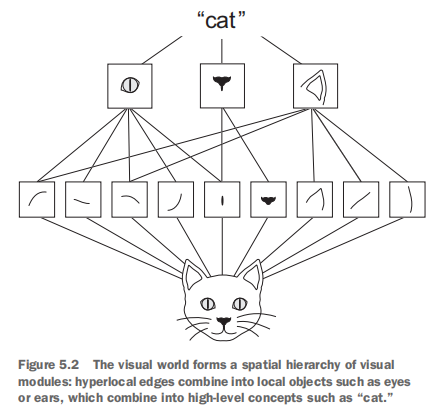 “cat”
Figure 5.2 The visual world forms a spatial hierarchy of visual
modules: hyperlocal edges combine into local objects such as eyes
or ears, which combine into high-level concepts such as “cat.”